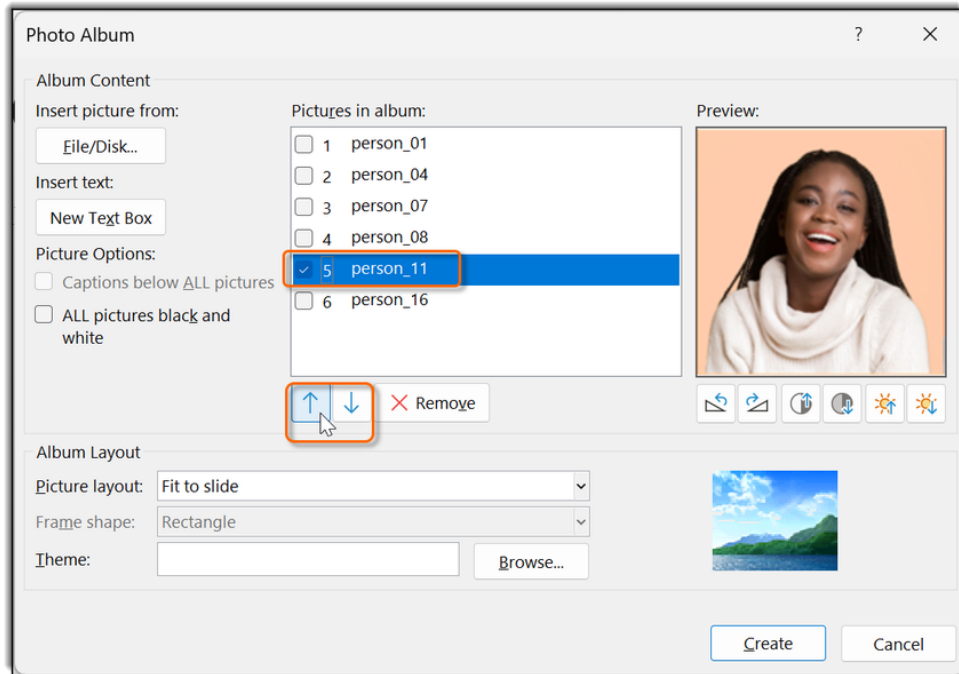 Photo Album
?
Album Content
Insert picture from:
File/Disk...
Insert text:
New Text Box
Picture Options:
Captions below ALL pictures
ALL pictures black and
white
Pictures in album:
1 person_01
2 person_04
3 person_07
4 person_08
5 person_11
6 person_16
Remove
Preview:
Album Layout
Picture layout: Fit to slide
Frame shape: Rectangle
Theme:
Browse...
Create
Cancel